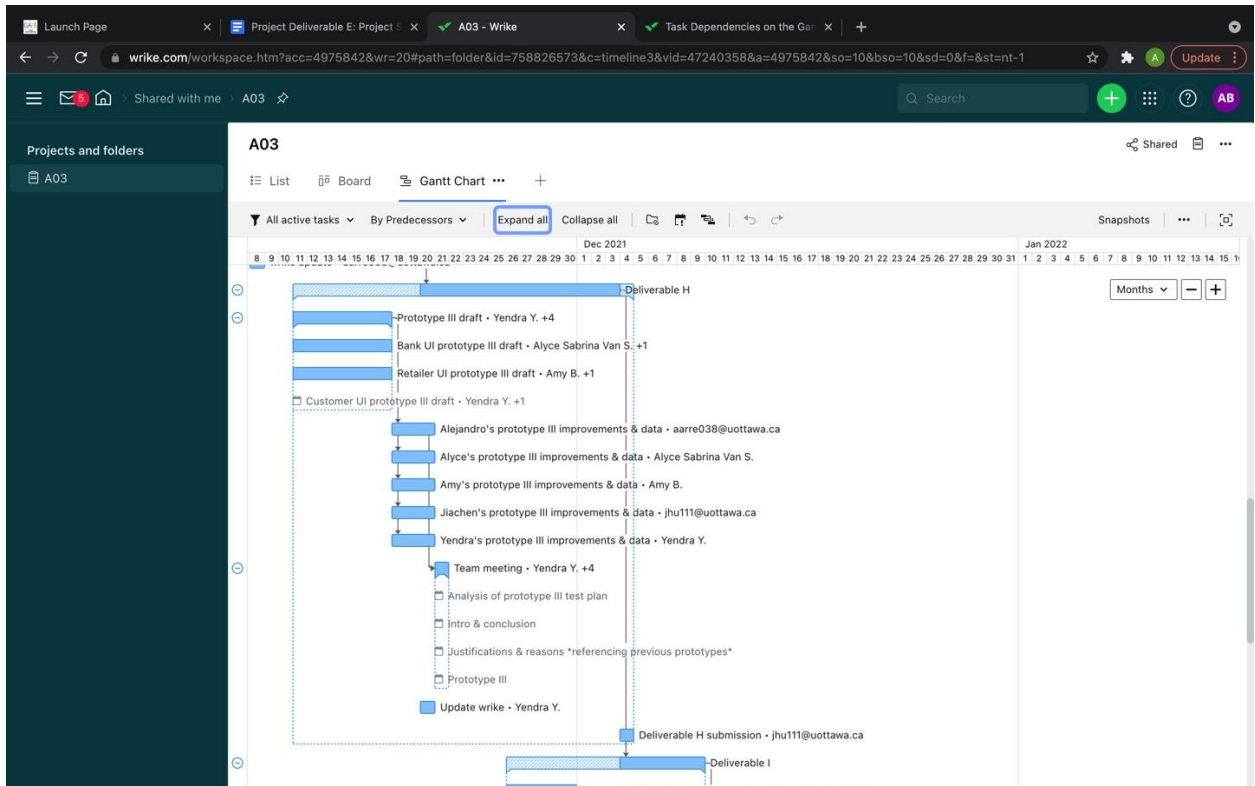 Launch Page
Project Deliverable E: Project S
A03 - Wrike
Task Dependencies on the Gan
wrike.com/workspace.htm?acc=4975842&wr=20#path=folder&id=758826573&c=timeline3&vid=47240358&a=4975842&so=10&bso=10&sd=0&f=&st=nt-1
A
Update
5
Shared with me
A03
Search
AB
Projects and folders
A03
A03
Shared
List
Board
Gantt Chart
All active tasks
By Predecessors
Expand all
Collapse all
Snapshots
Dec 2021
Jan 2022
8 9 10 11 12 13 14 15 16 17 18 19 20 21 22 23 24 25 26 27 28 29 30 1 2 3 4 5 6 7 8 9 10 11 12 13 14 15 16 17 18 19 20 21 22 23 24 25 26 27 28 29 30 31 1 2 3 4 5 6 7 8 9 10 11 12 13 14 15
Months
Deliverable H
Prototype III draft • Yendra Y. +4
Bank UI prototype III draft • Alyce Sabrina Van S. +1
Retailer UI prototype III draft • Amy B. +1
Customer UI prototype III draft • Yendra Y. +1
Alejandro's prototype III improvements & data • aarre038@uottawa.ca
Alyce's prototype III improvements & data • Alyce Sabrina Van S.
Amy's prototype III improvements & data • Amy B.
Jiachen's prototype III improvements & data • jhu111@uottawa.ca
Yendra's prototype III improvements & data • Yendra Y.
Team meeting • Yendra Y. +4
Analysis of prototype III test plan
Intro & conclusion
Justifications & reasons *referencing previous prototypes*
Prototype III
Update wrike • Yendra Y.
Deliverable H submission • jhu111@uottawa.ca
Deliverable I